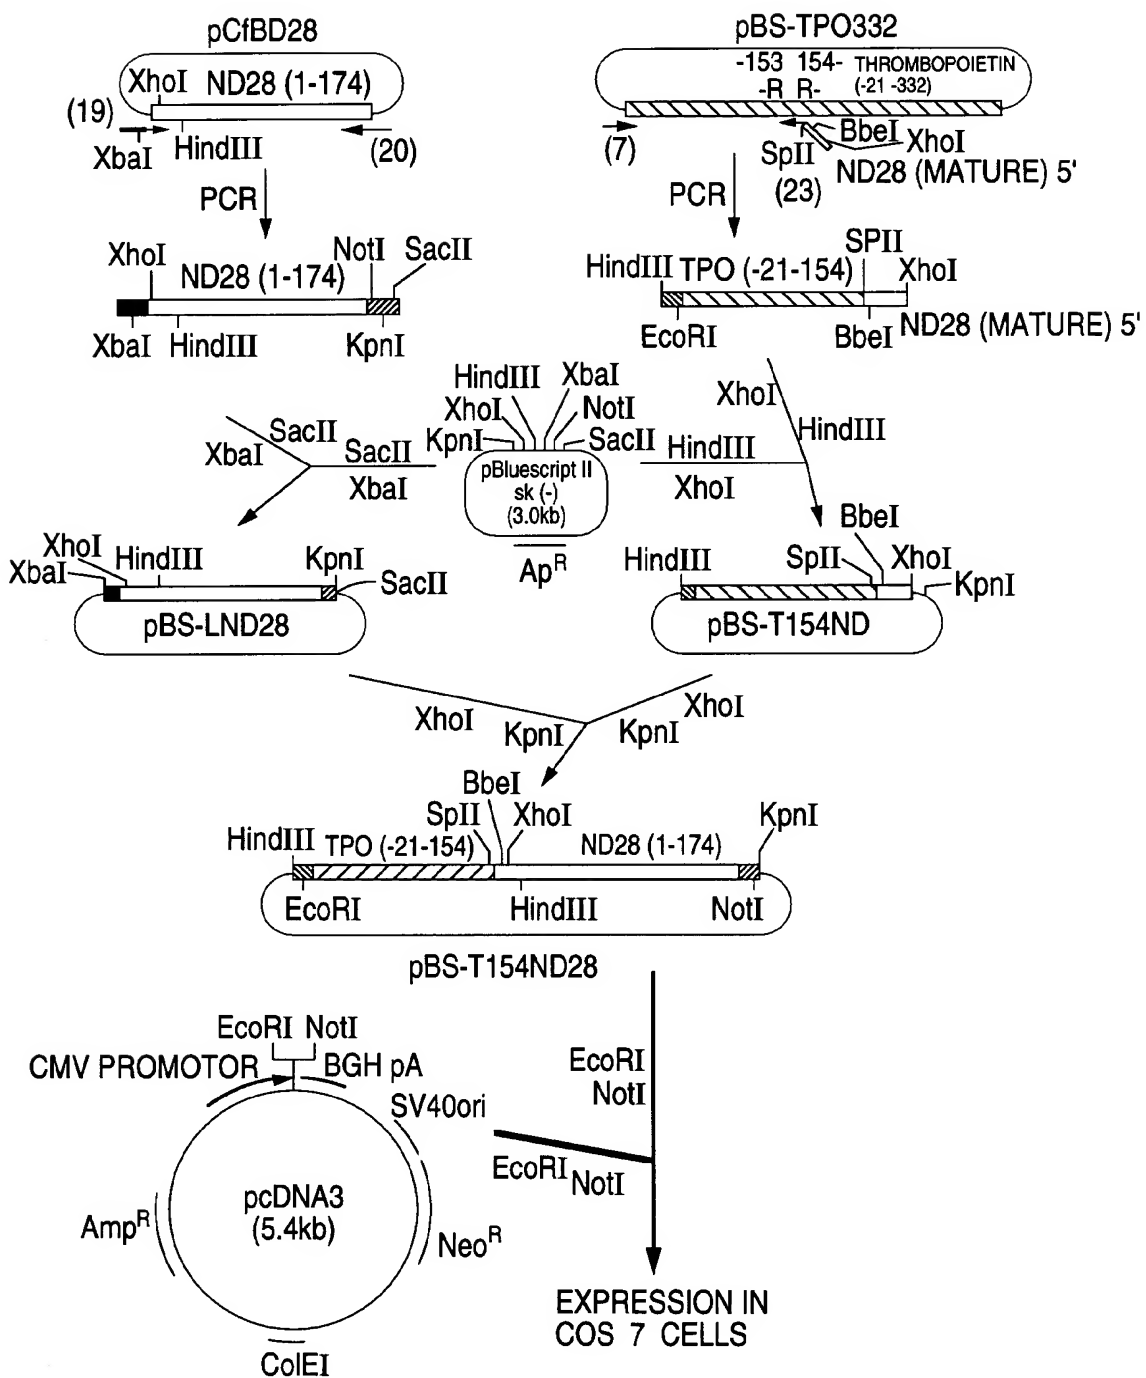 pCfBD28
XhoI ND28 (1-174)
(19)
XbaI HindIII (20)
PCR
pBS-TPO332
-153 154- THROMBOPOIETIN
-R R- (-21 -332)
(7)
BbeI
XhoI
SpII
ND28 (MATURE) 5'
(23)
PCR
XhoI ND28 (1-174) NotI SacII
XbaI HindIII KpnI
HindIII TPO (-21-154) SPII XhoI
EcoRI BbeI ND28 (MATURE) 5'
HindIII XbaI
XhoI NotI
KpnI SacII
pBluescript II
sk (-)
(3.0kb)
Ap^R
SacII
XbaI
SacII
XbaI
HindIII
XhoI
XhoI
HindIII
XbaI XhoI HindIII KpnI SacII
pBS-LND28
BbeI
HindIII SpII XhoI KpnI
pBS-T154ND
XhoI KpnI
KpnI XhoI
BbeI
SpII XhoI KpnI
HindIII TPO (-21-154) ND28 (1-174)
EcoRI HindIII NotI
pBS-T154ND28
EcoRI NotI
CMV PROMOTOR BGH pA
SV40ori
pcDNA3
(5.4kb)
Amp^R
Neo^R
ColEI
EcoRI
NotI
EcoRI NotI
EXPRESSION IN
COS 7 CELLS